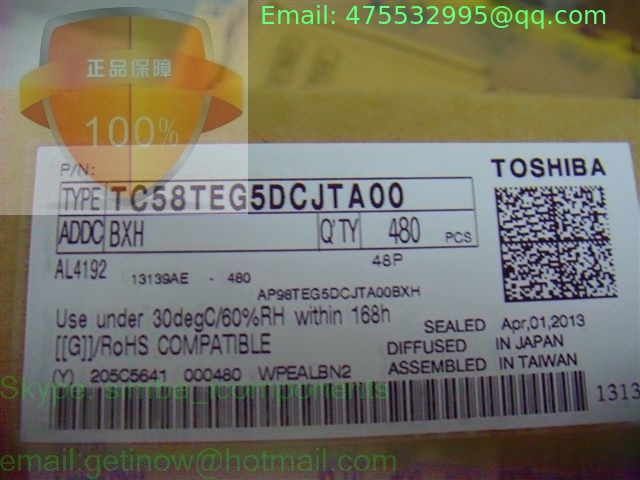 Email: 475532995@qq.com
正品保障
100%
P/N:
TOSHIBA
TYPE TC58TEG5DCJTA00
ADDC BXH Q'TY 480 PCS
AL4192 48P
13139AE - 480
AP98TEG5DCJTA00BXH
Use under 30degC/60%RH within 168h
SEALED Apr,01,2013
[[G]]/RoHS COMPATIBLE
DIFFUSED IN JAPAN
ASSEMBLED IN TAIWAN
(Y) 205C5641 000480 WPEALBN2
Skype: simba_components
1313
email:getinow@hotmail.com